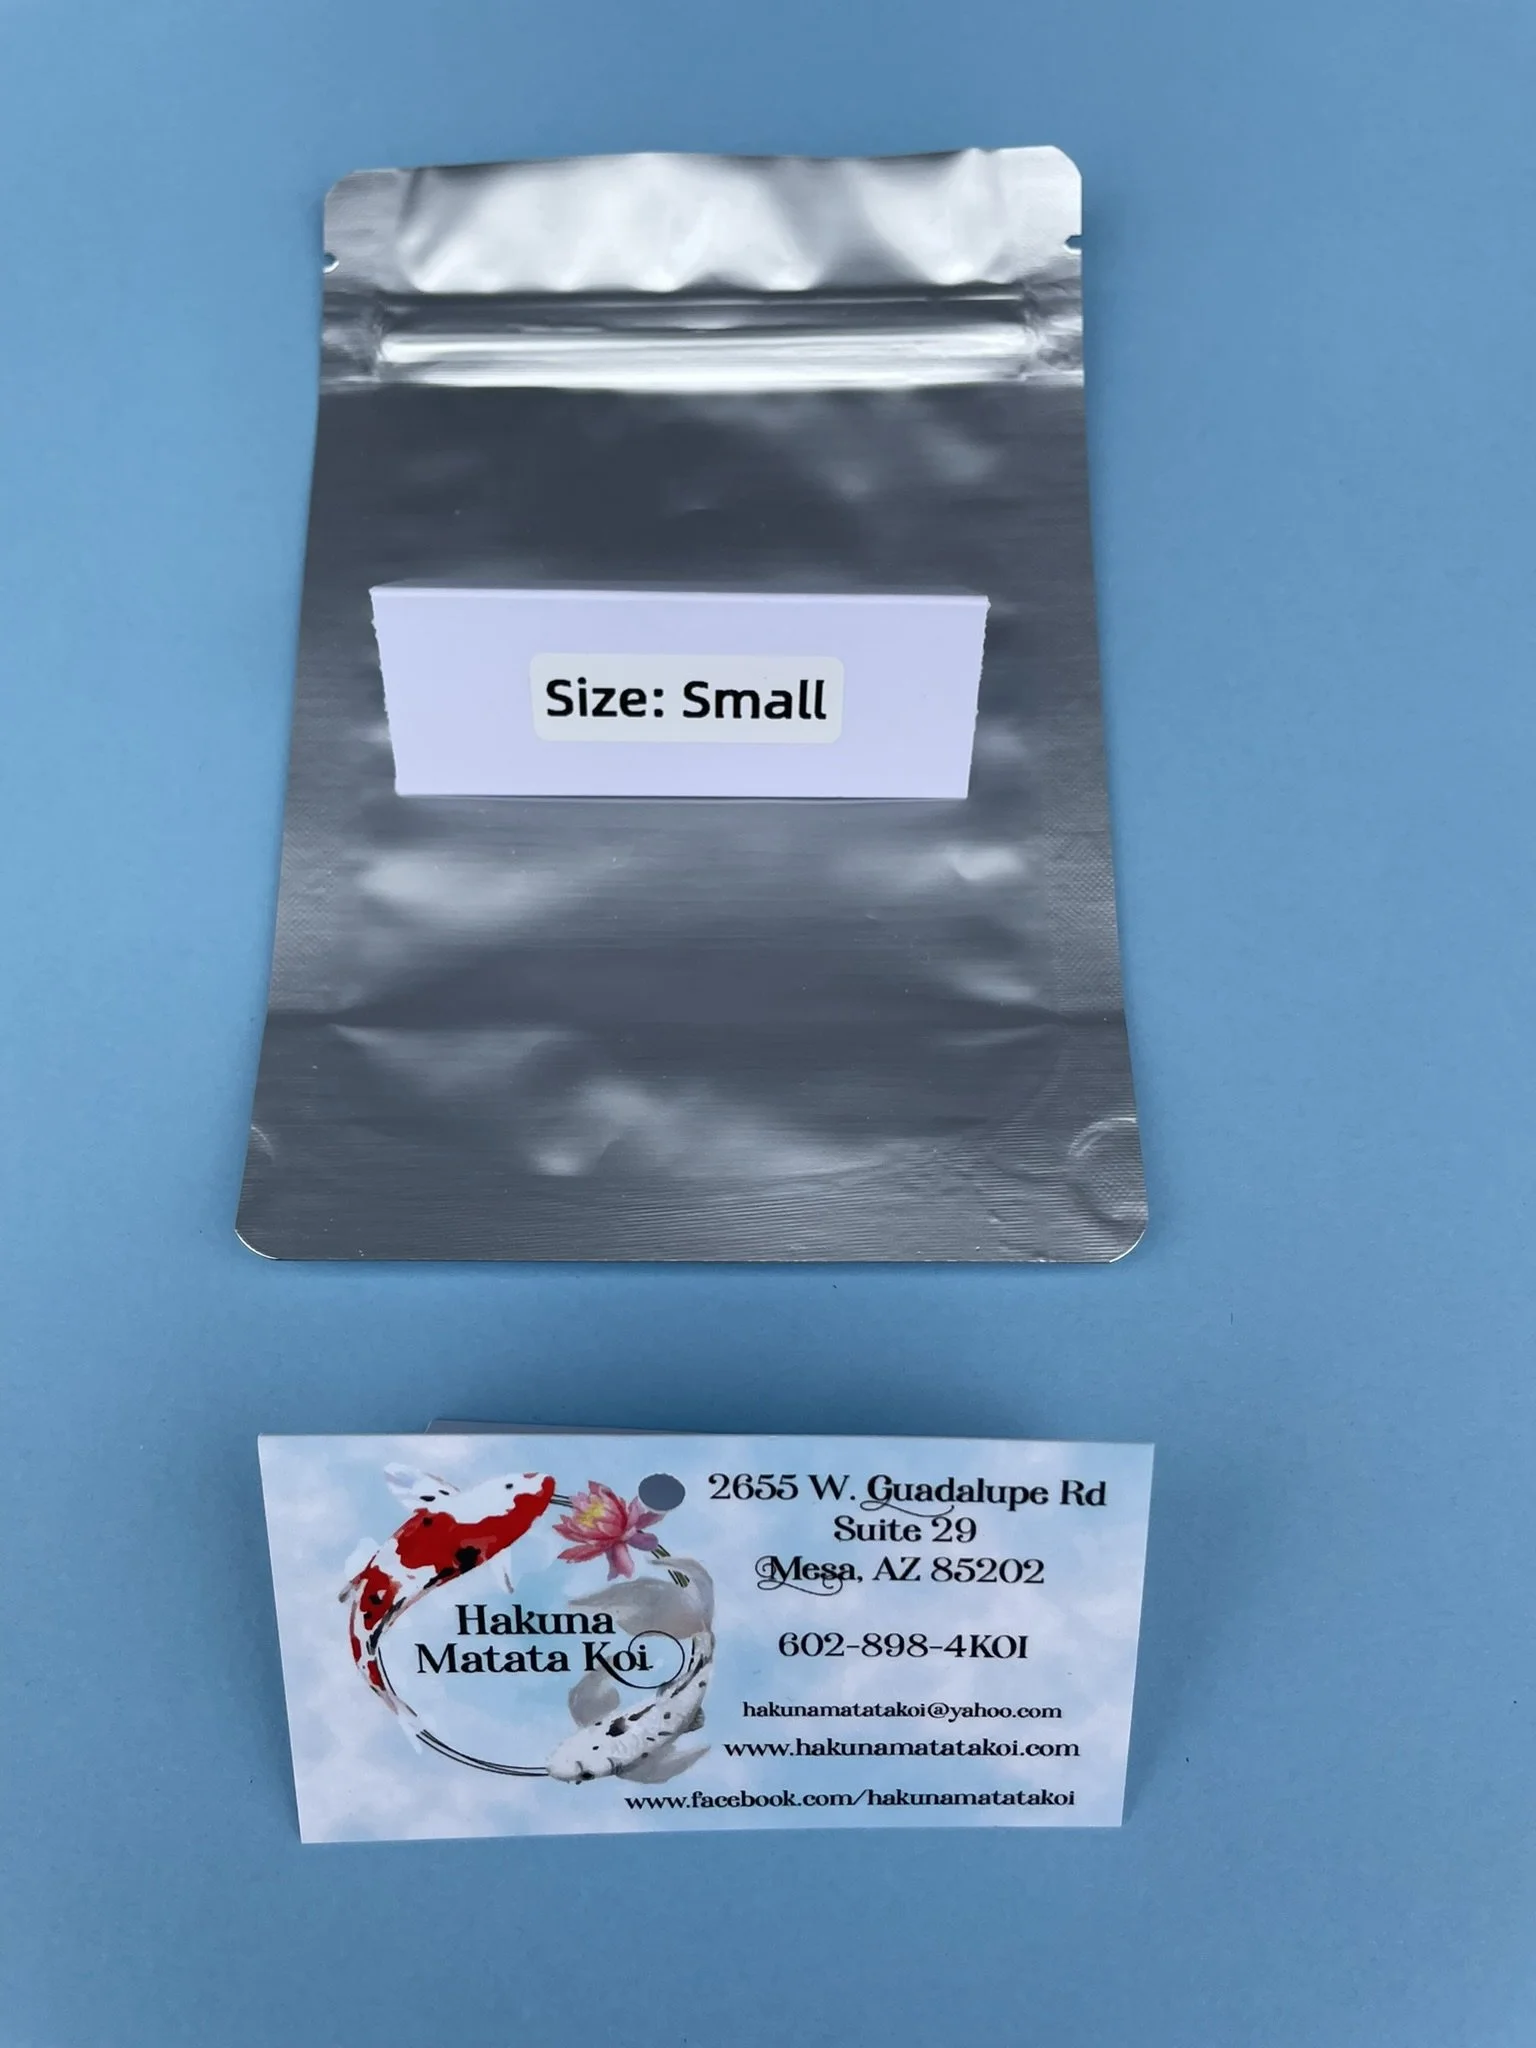 Size: Small
Hakuna
Matata Koi
2655 W. Guadalupe Rd
Suite 29
Mesa, AZ 85202
602-898-4KOI
hakunamatatakoi@yahoo.com
www.hakunamatatakoi.com
www.facebook.com/hakunamatatakoi